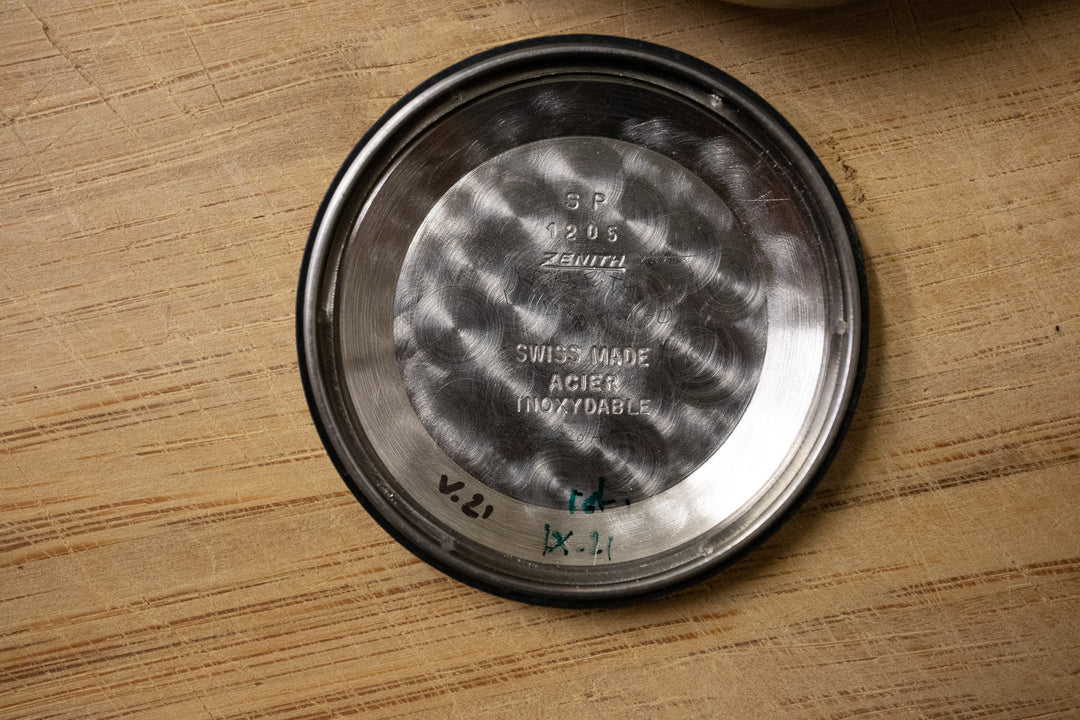 SP
1205
ZENITH
SWISS MADE
ACIER
INOXYDABLE
V.21
IX-21